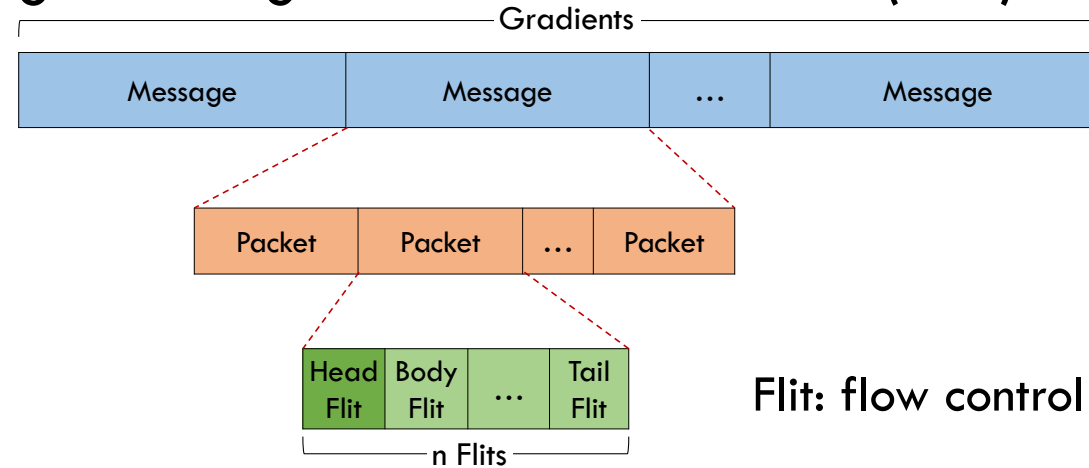 Gradients
Message Message ... Message
Packet Packet ... Packet
Head Flit Body Flit ... Tail Flit
Flit: flow control
n Flits